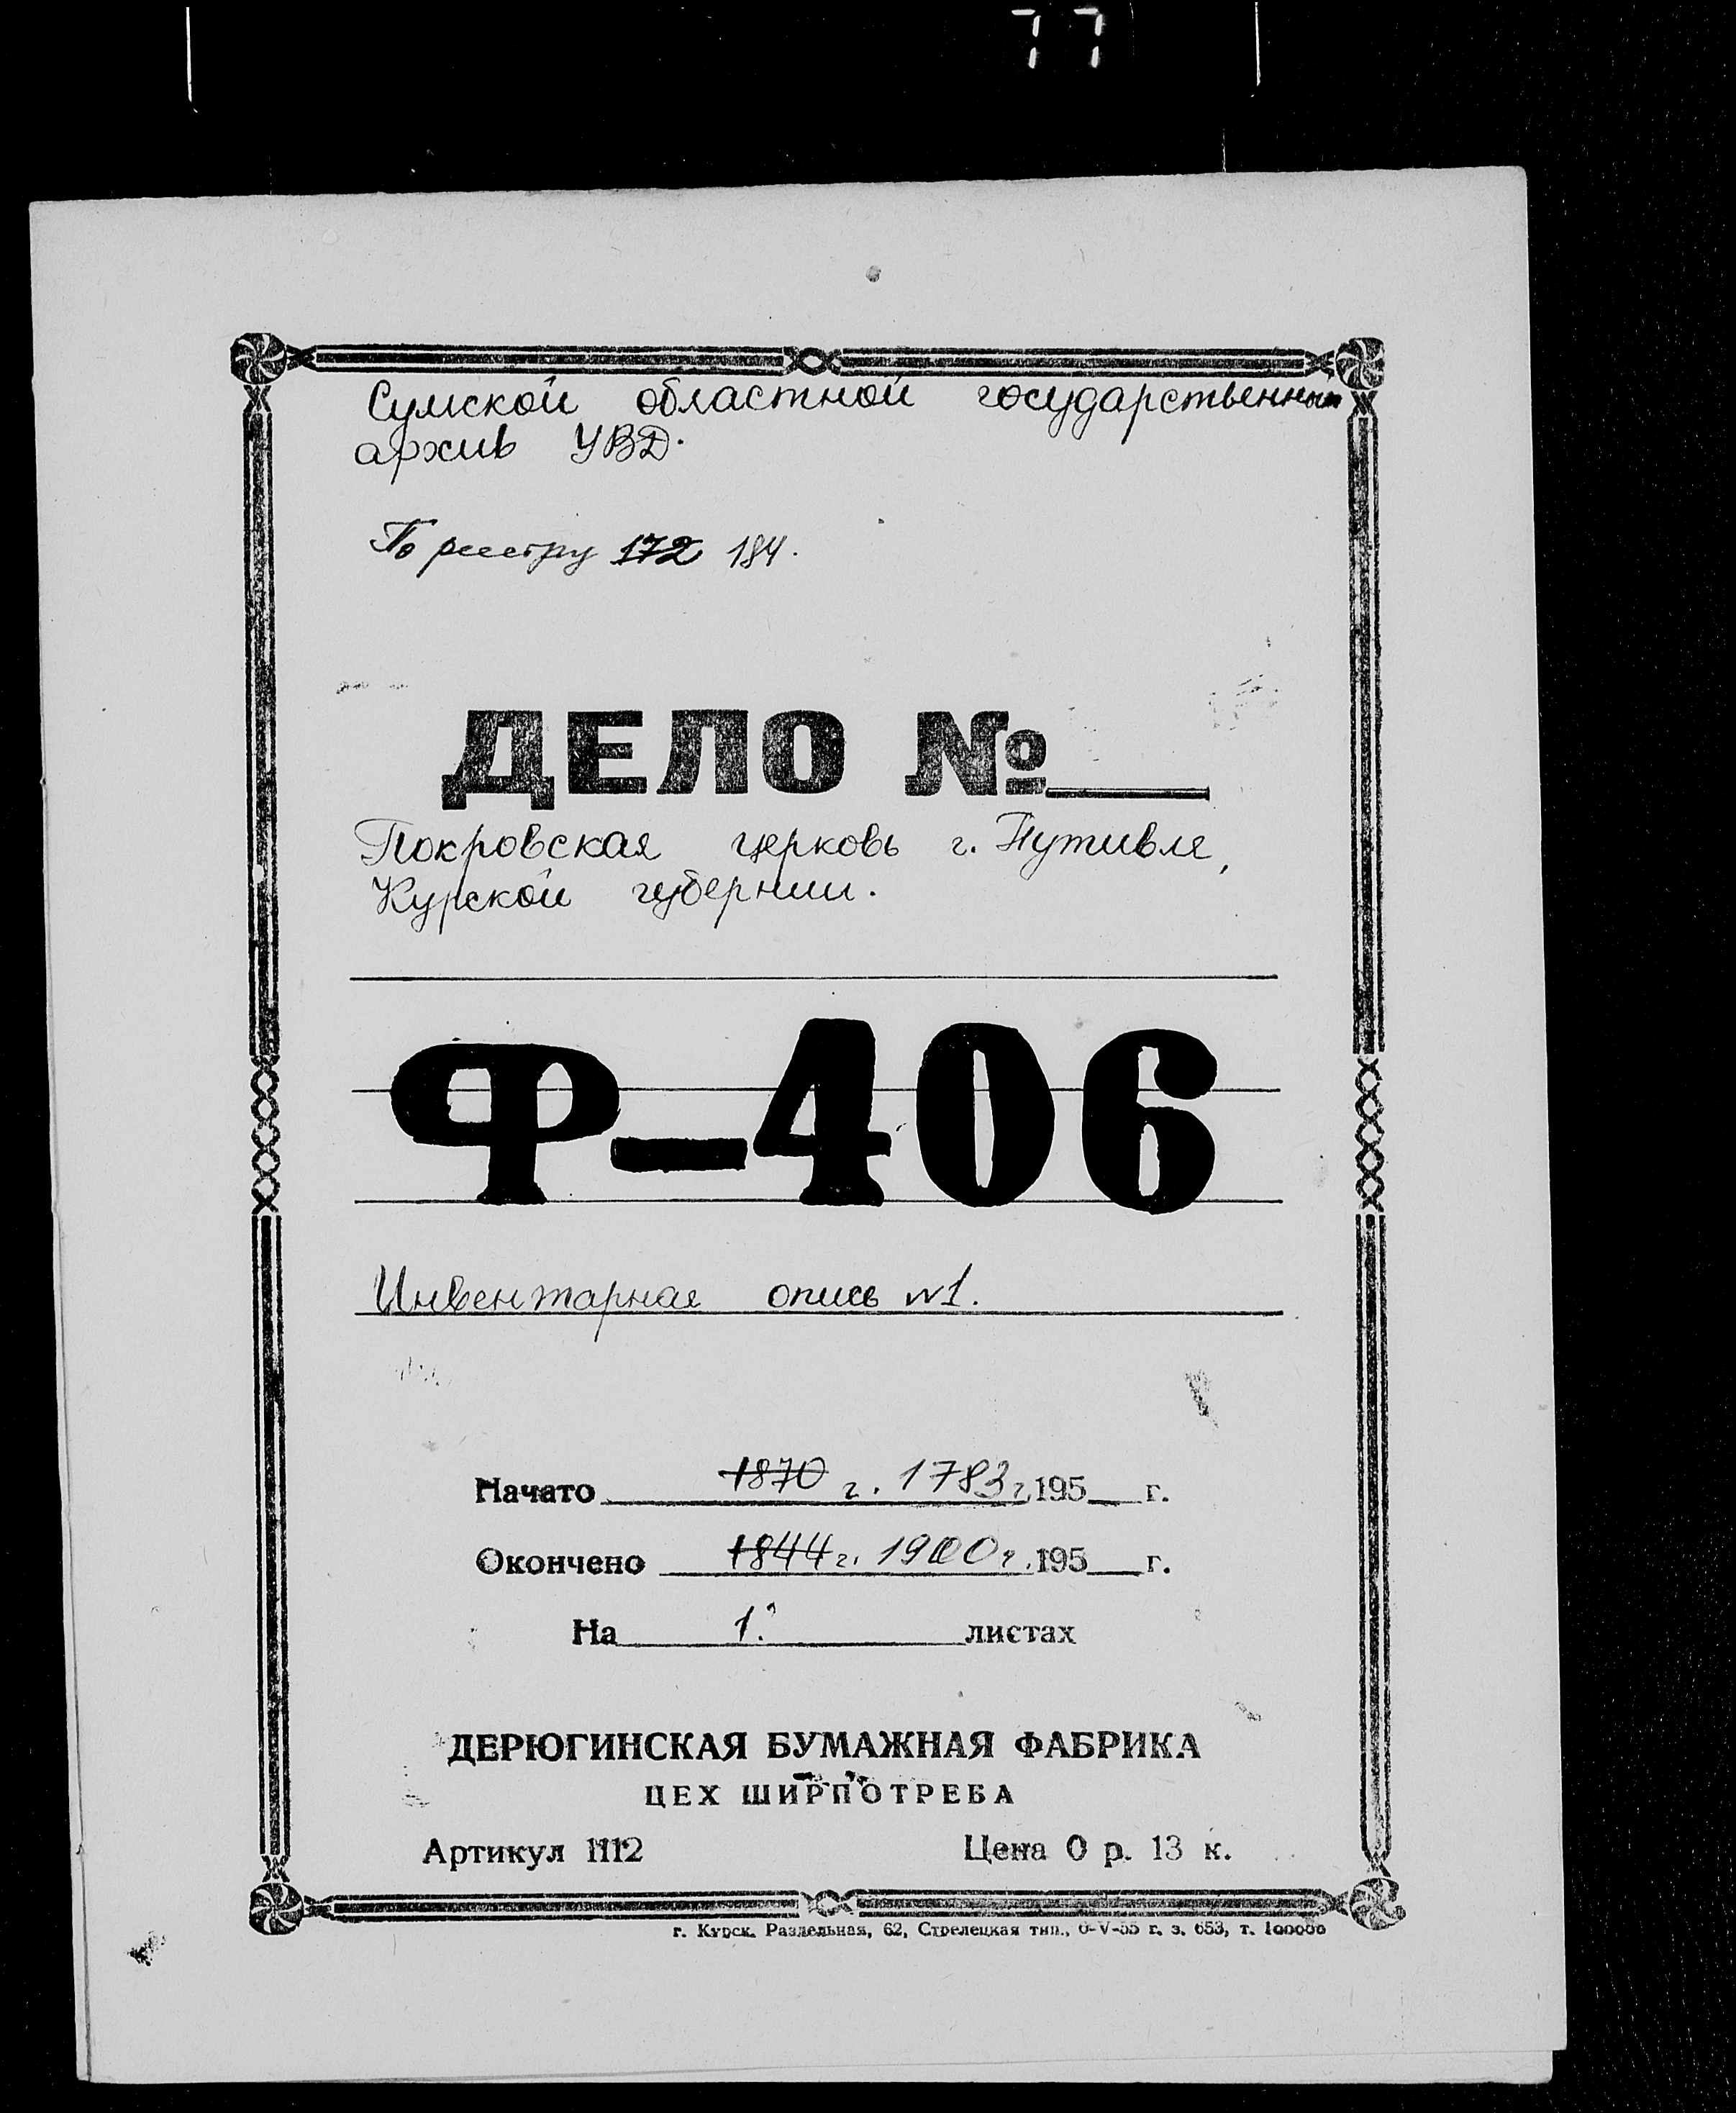 77
Сумской областной государственный
архив УВД.
По реестру 172 184.
ДЕЛО №
Покровская церковь г. Путивля,
Курской губернии.
Ф-406
Инвентарная опись №1.
Начато 1870 г. 1783 г. 195 г.
Окончено 1844 г. 1900 г. 195 г.
На 1. листах
ДЕРЮГИНСКАЯ БУМАЖНАЯ ФАБРИКА
ЦЕХ ШИРПОТРЕБА
Артикул 1112 Цена 0 р. 13 к.
г. Курск. Раздельная, 62, Стрелецкая тип., 6-V-55 г. з. 653, т. 100000